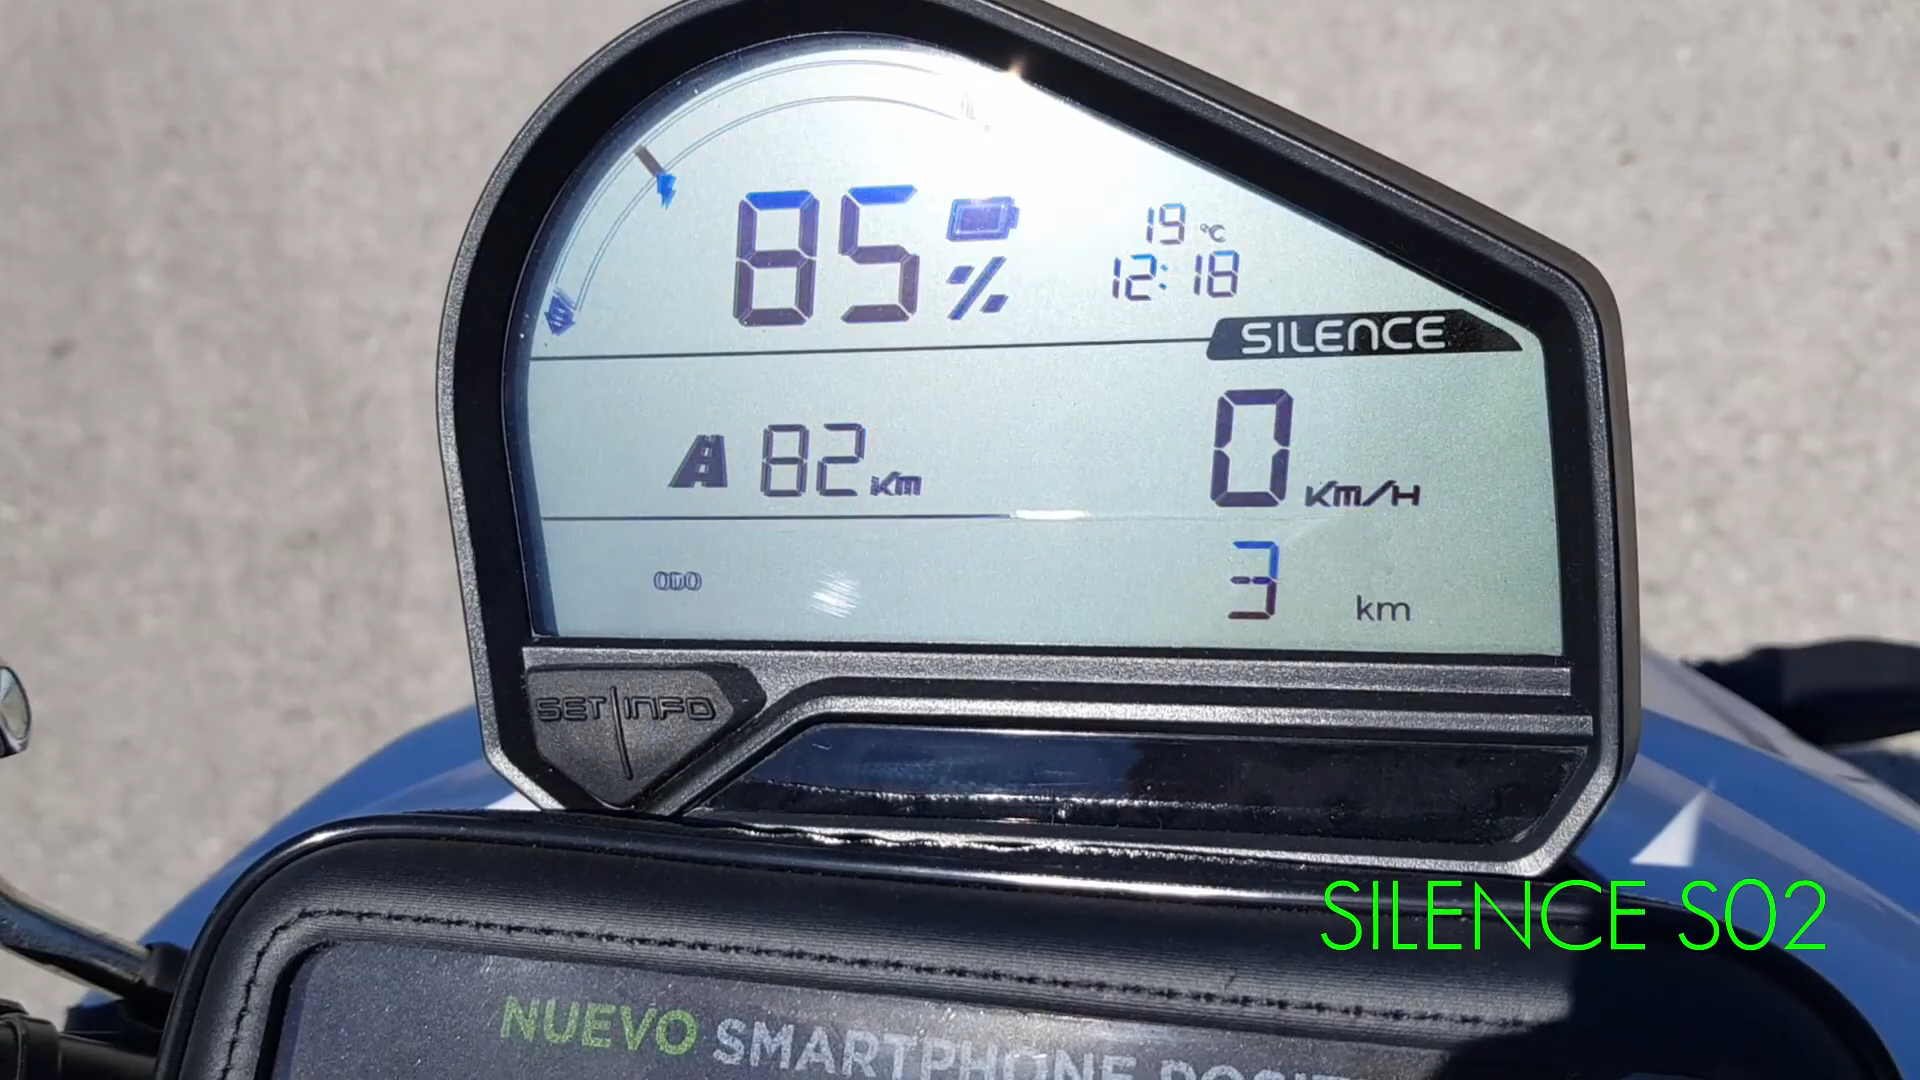 85 %
19 °C
12:18
SILENCE
82 Km
0 Km/H
ODO 3 km
SET INFO
SILENCE S02
NUEVO SMARTPHONE